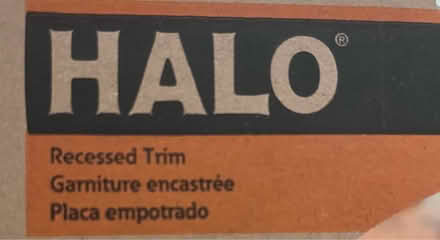 HALO®
Recessed Trim
Garniture encastrée
Placa empotrado